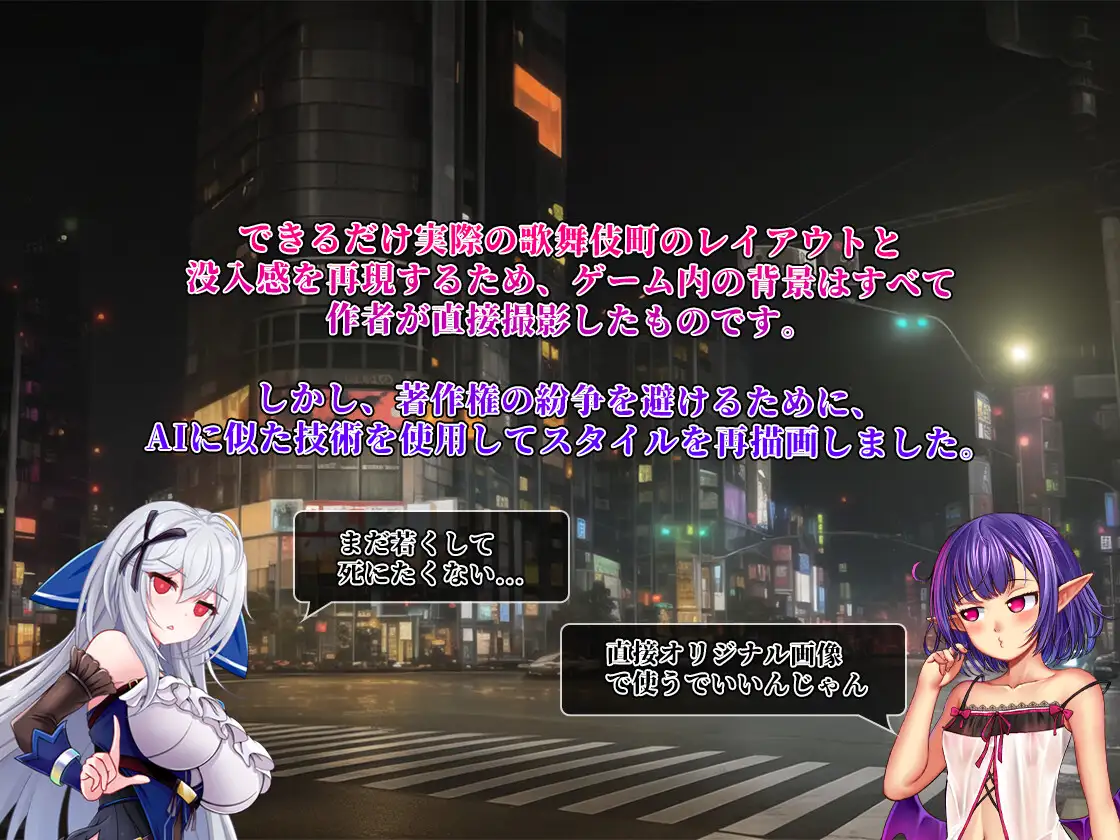 できるだけ実際の歌舞伎町のレイアウトと
没入感を再現するため、ゲーム内の背景はすべて
作者が直接撮影したものです。
しかし、著作権の紛争を避けるために、
AIに似た技術を使用してスタイルを再描画しました。
まだ若くして
死にたくない…
直接オリジナル画像
で使うでいいんじゃん